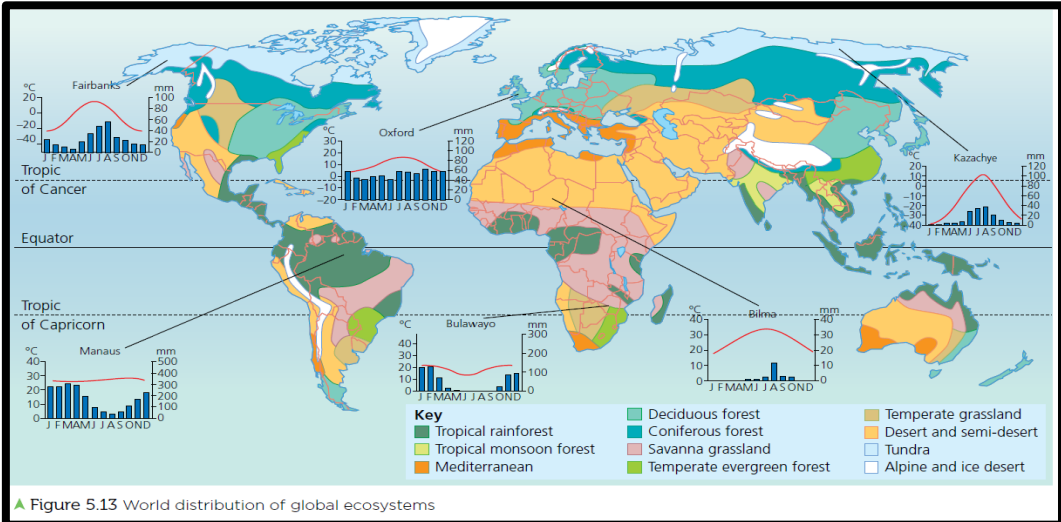 Fairbanks
°C
mm
20
0
−20
−40
100
80
60
40
20
0
J F M A M J J A S O N D
Oxford
°C
mm
30
20
10
0
−10
−20
120
100
80
60
40
20
0
J F M A M J J A S O N D
Kazachye
°C
mm
20
10
0
−10
−20
−30
−40
120
100
80
60
40
20
0
J F M A M J J A S O N D
Tropic
of Cancer
Equator
Tropic
of Capricorn
Manaus
°C
mm
40
30
20
10
0
500
400
300
200
100
0
J F M A M J J A S O N D
Bulawayo
°C
mm
40
30
20
10
0
300
200
100
0
J F M A M J J A S O N D
Bilma
°C
mm
40
30
20
10
0
40
30
20
10
0
J F M A M J J A S O N D
Key
Tropical rainforest
Tropical monsoon forest
Mediterranean
Deciduous forest
Coniferous forest
Savanna grassland
Temperate evergreen forest
Temperate grassland
Desert and semi-desert
Tundra
Alpine and ice desert
Figure 5.13 World distribution of global ecosystems